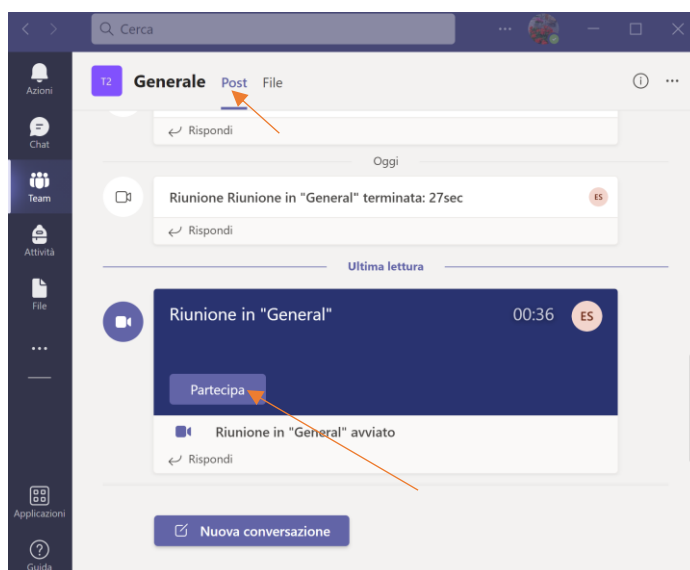 Cerca
Azioni
Chat
Team
Attività
File
Applicazioni
Guida
T2 Generale Post File
Rispondi
Oggi
Riunione Riunione in "General" terminata: 27sec ES
Rispondi
Ultima lettura
Riunione in "General" 00:36 ES
Partecipa
Riunione in "General" avviato
Rispondi
Nuova conversazione